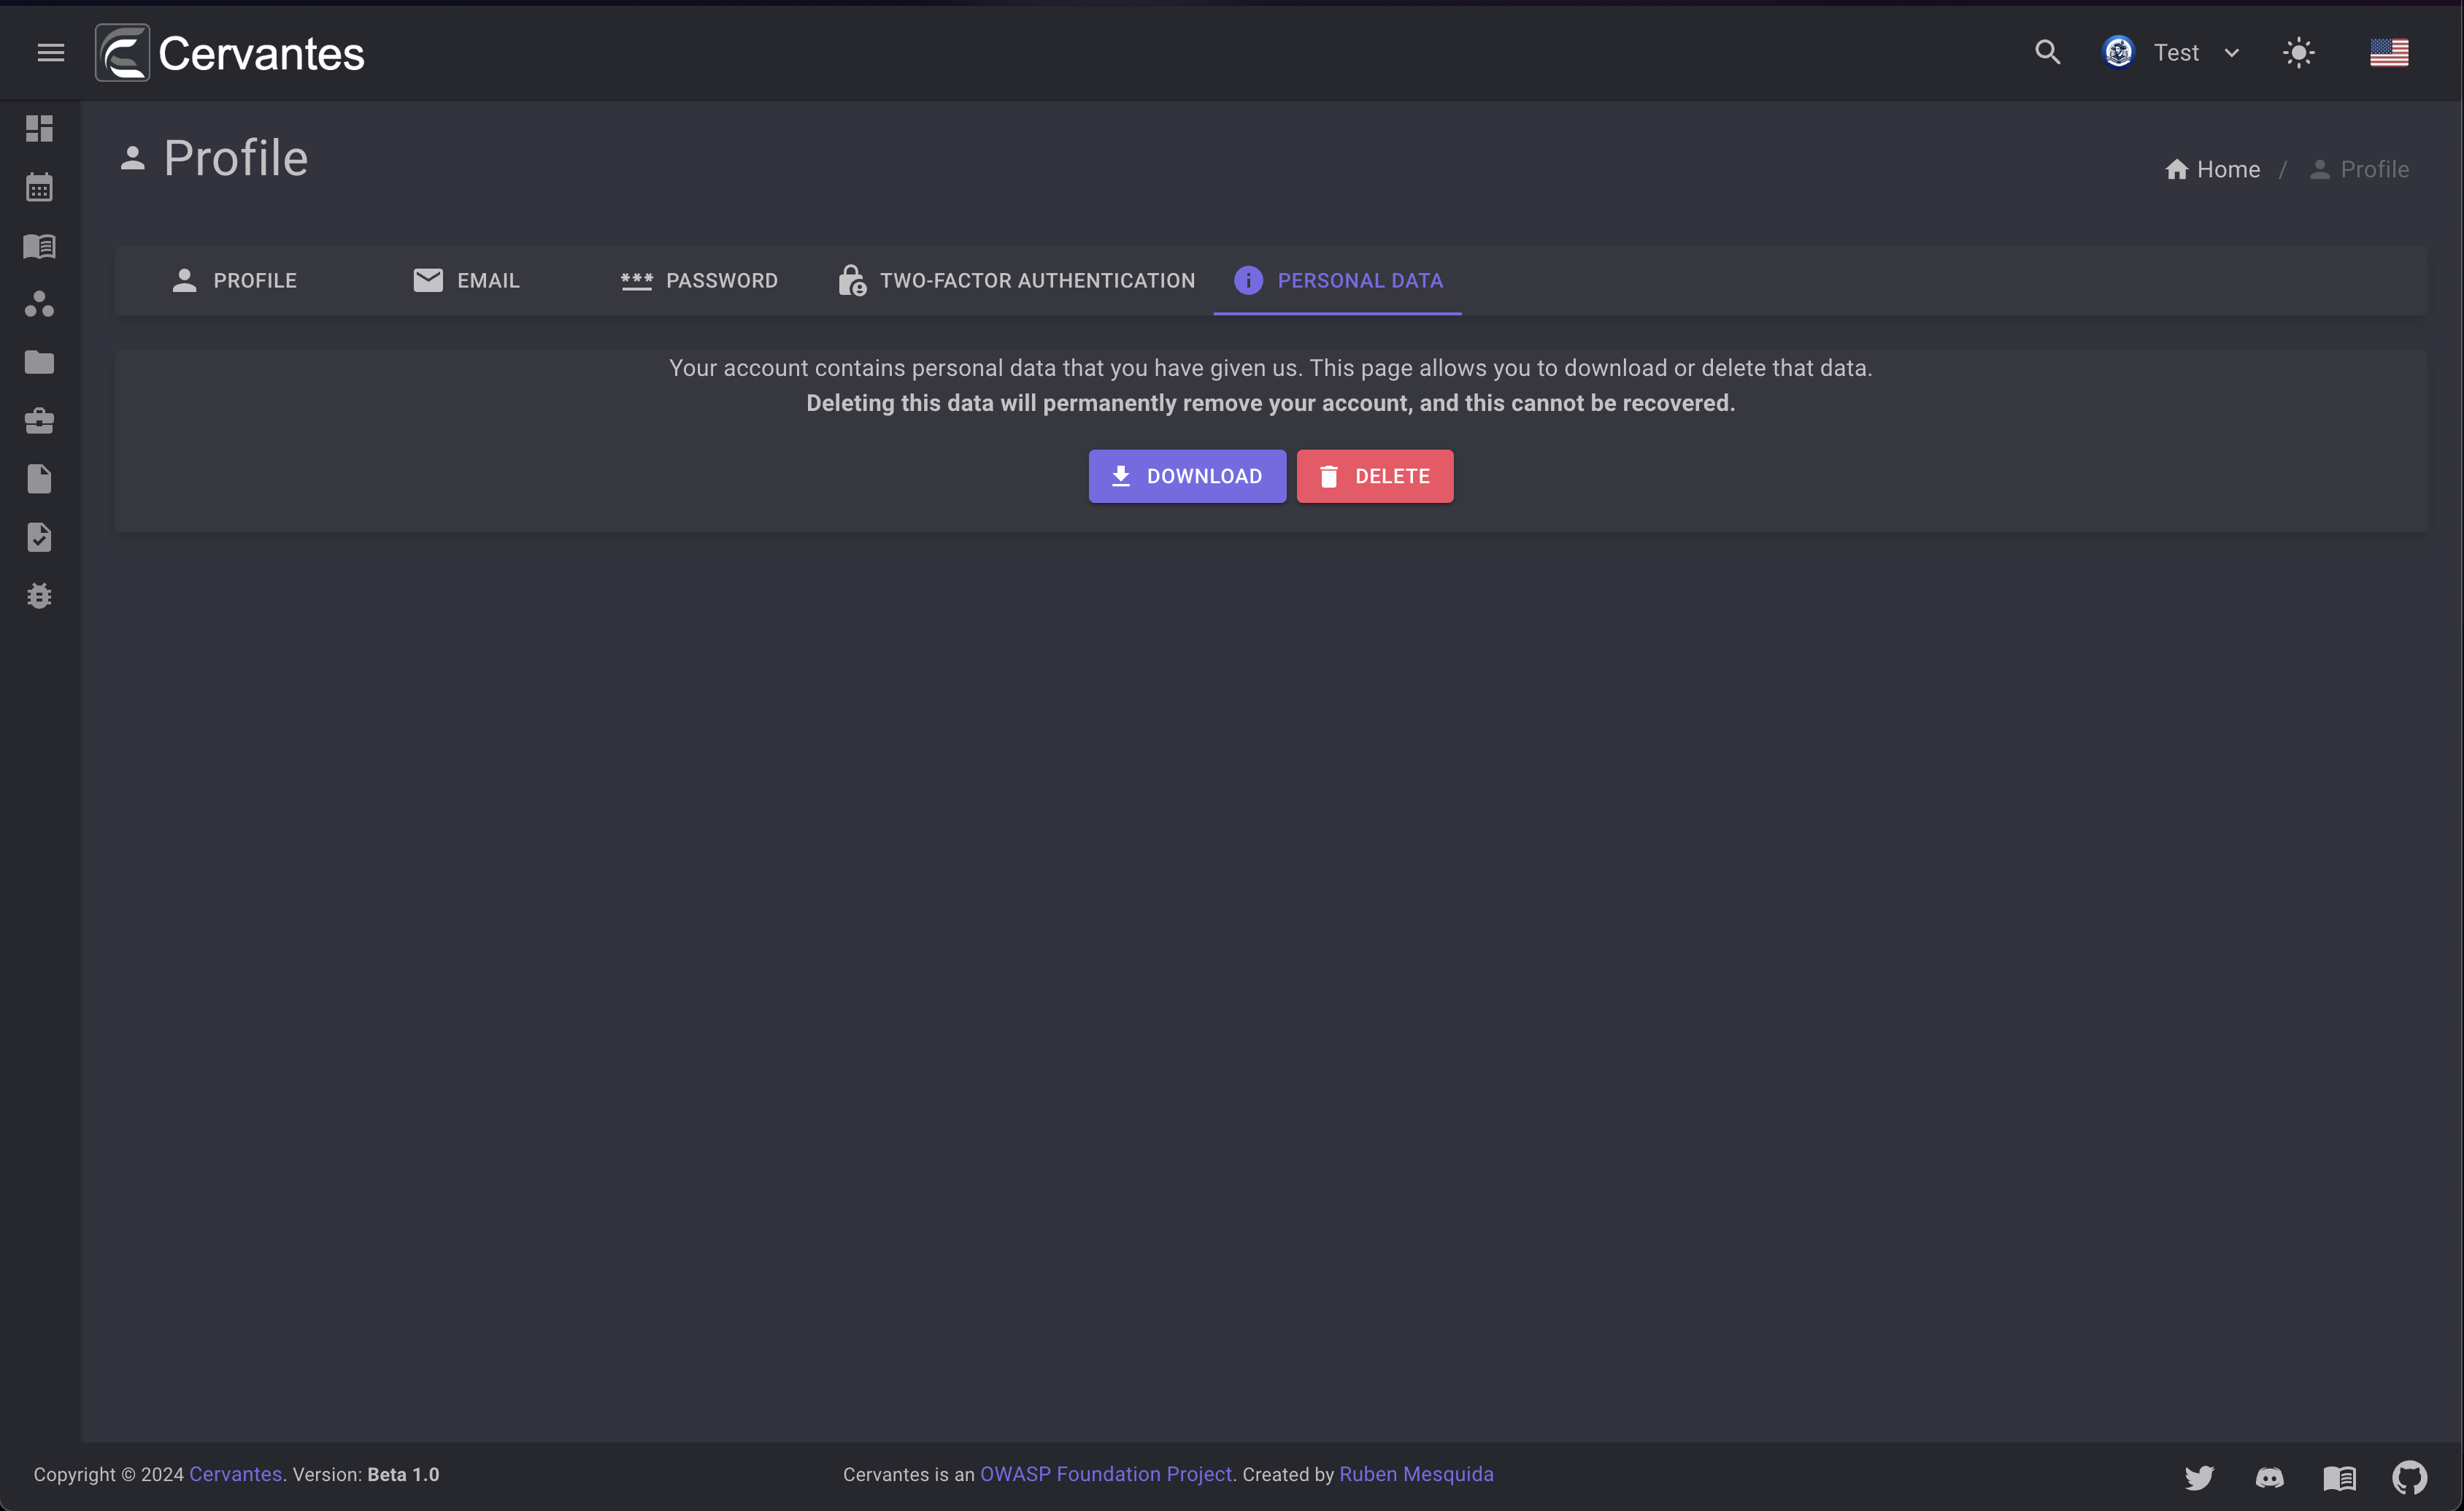 Cervantes
Test
Profile
Home / Profile
PROFILE
EMAIL
*** PASSWORD
TWO-FACTOR AUTHENTICATION
PERSONAL DATA
Your account contains personal data that you have given us. This page allows you to download or delete that data.
Deleting this data will permanently remove your account, and this cannot be recovered.
DOWNLOAD
DELETE
Copyright © 2024 Cervantes. Version: Beta 1.0
Cervantes is an OWASP Foundation Project. Created by Ruben Mesquida